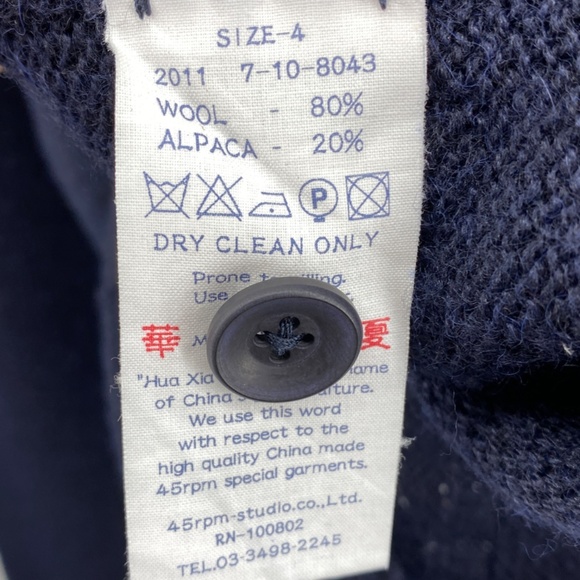 SIZE-4
2011 7-10-8043
WOOL - 80%
ALPACA - 20%
P
DRY CLEAN ONLY
Prone
Use
華 夏
"Hua Xia
of China
We use this word
with respect to the
high quality China made
45rpm special garments.
45rpm-studio.co.,Ltd.
RN-100802
TEL.03-3498-2245